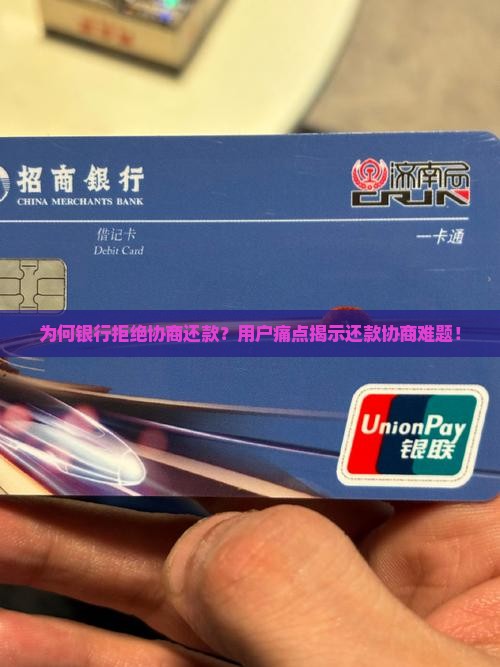 招商银行
CHINA MERCHANTS BANK
济南局
CRJN
借记卡
Debit Card
一卡通
为何银行拒绝协商还款？用户痛点揭示还款协商难题！
UnionPay
银联